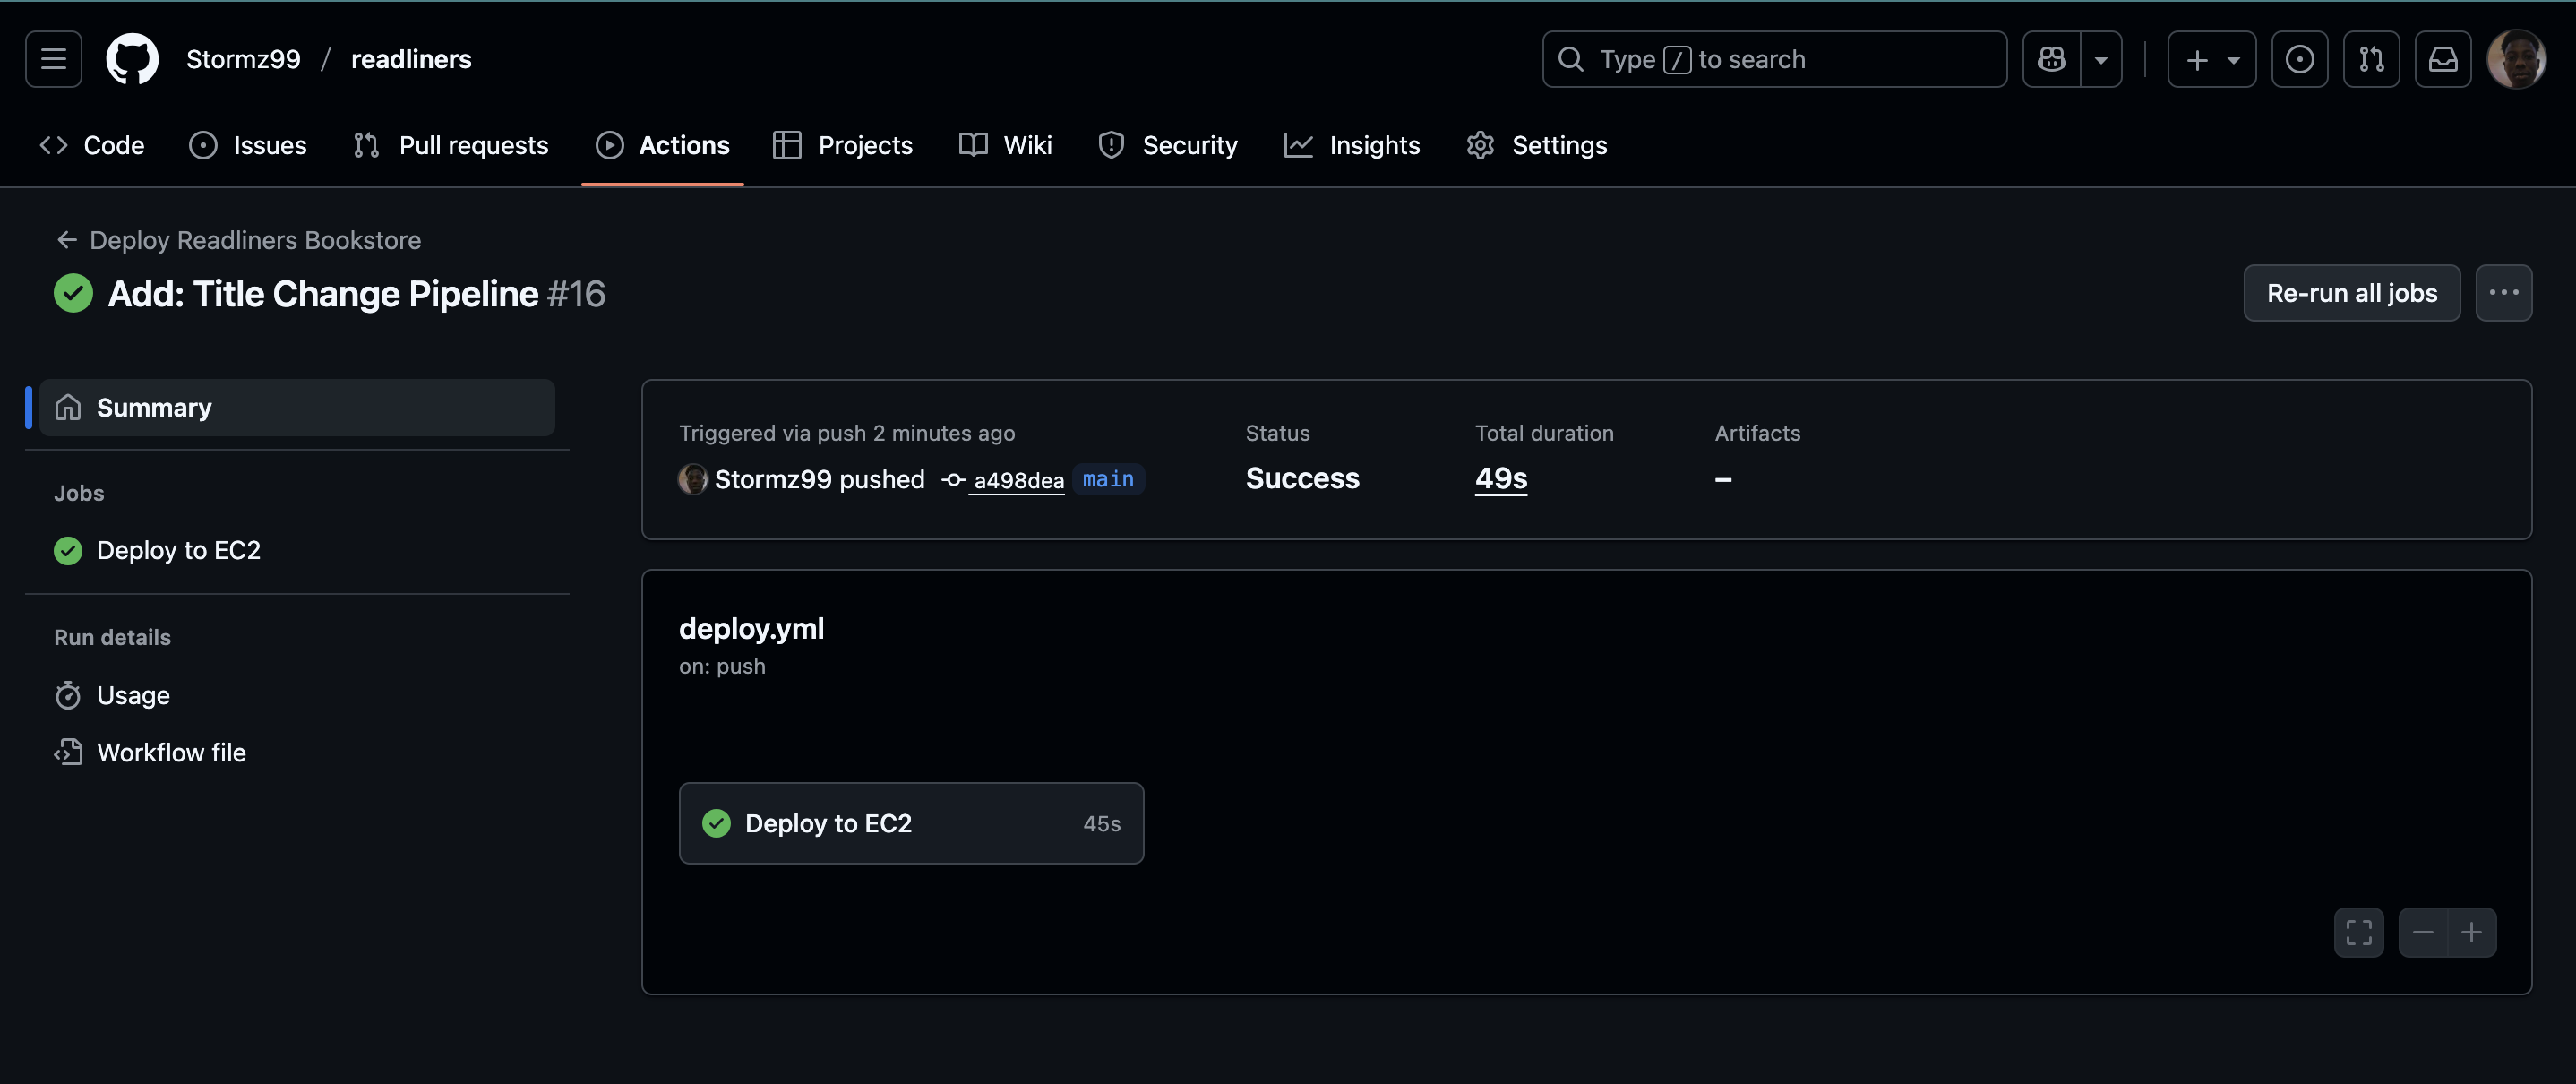 Stormz99 / readliners
Type / to search
Code Issues Pull requests Actions Projects Wiki Security Insights Settings
← Deploy Readliners Bookstore
Add: Title Change Pipeline #16
Re-run all jobs
Summary
Jobs
Deploy to EC2
Run details
Usage
Workflow file
Triggered via push 2 minutes ago
Stormz99 pushed a498dea main
Status
Success
Total duration
49s
Artifacts
–
deploy.yml
on: push
Deploy to EC2 45s